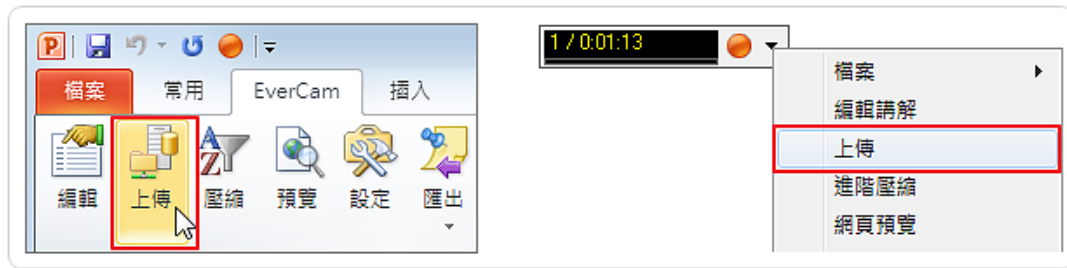 檔案 常用 EverCam 插入
編輯 上傳 壓縮 預覽 設定 匯出
1 / 0:01:13
檔案
編輯講解
上傳
進階壓縮
網頁預覽